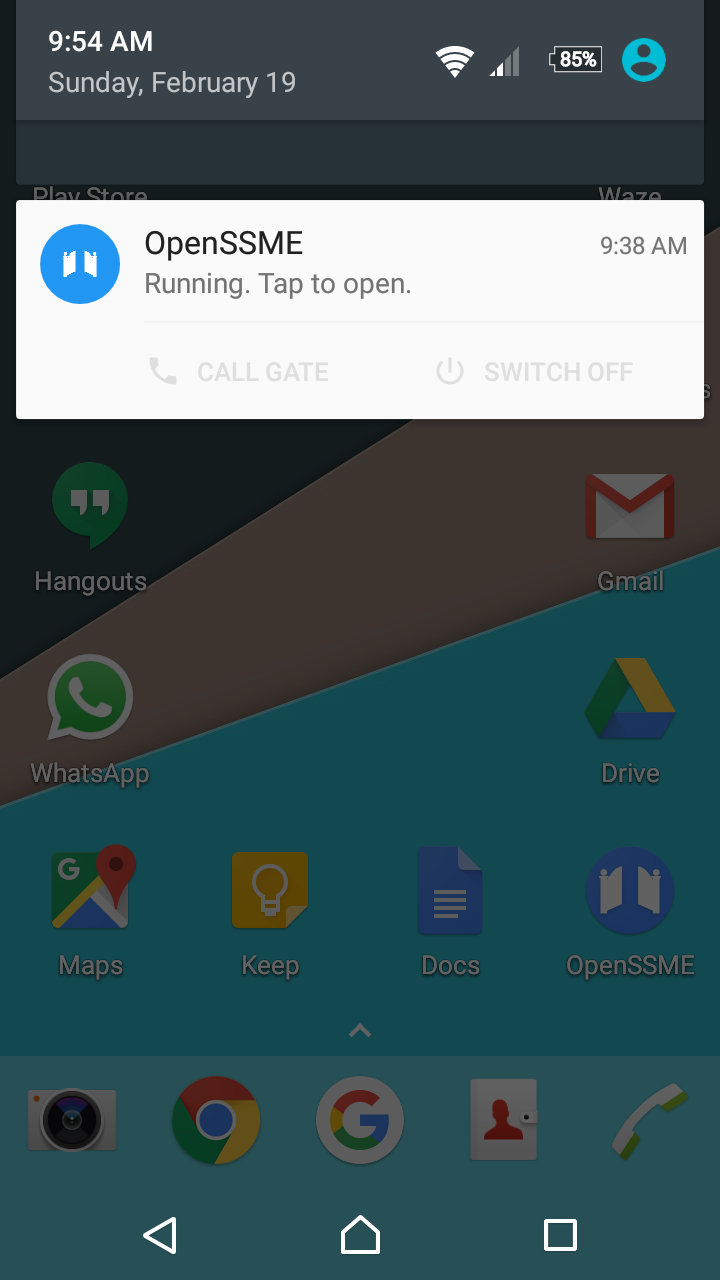 9:54 AM
85%
Sunday, February 19
Play Store
Waze
OpenSSME
9:38 AM
Running. Tap to open.
CALL GATE
SWITCH OFF
s
Hangouts
Gmail
WhatsApp
Drive
G
Maps
Keep
Docs
OpenSSME
G